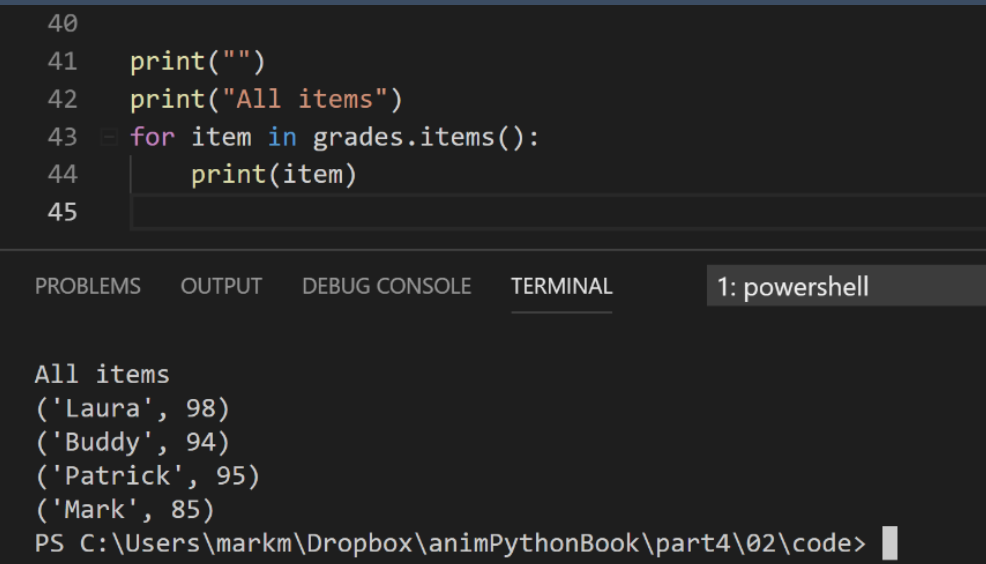 40
41 print("")
42 print("All items")
43 for item in grades.items():
44     print(item)
45
PROBLEMS OUTPUT DEBUG CONSOLE TERMINAL 1: powershell
All items
('Laura', 98)
('Buddy', 94)
('Patrick', 95)
('Mark', 85)
PS C:\Users\markm\Dropbox\animPythonBook\part4\02\code>